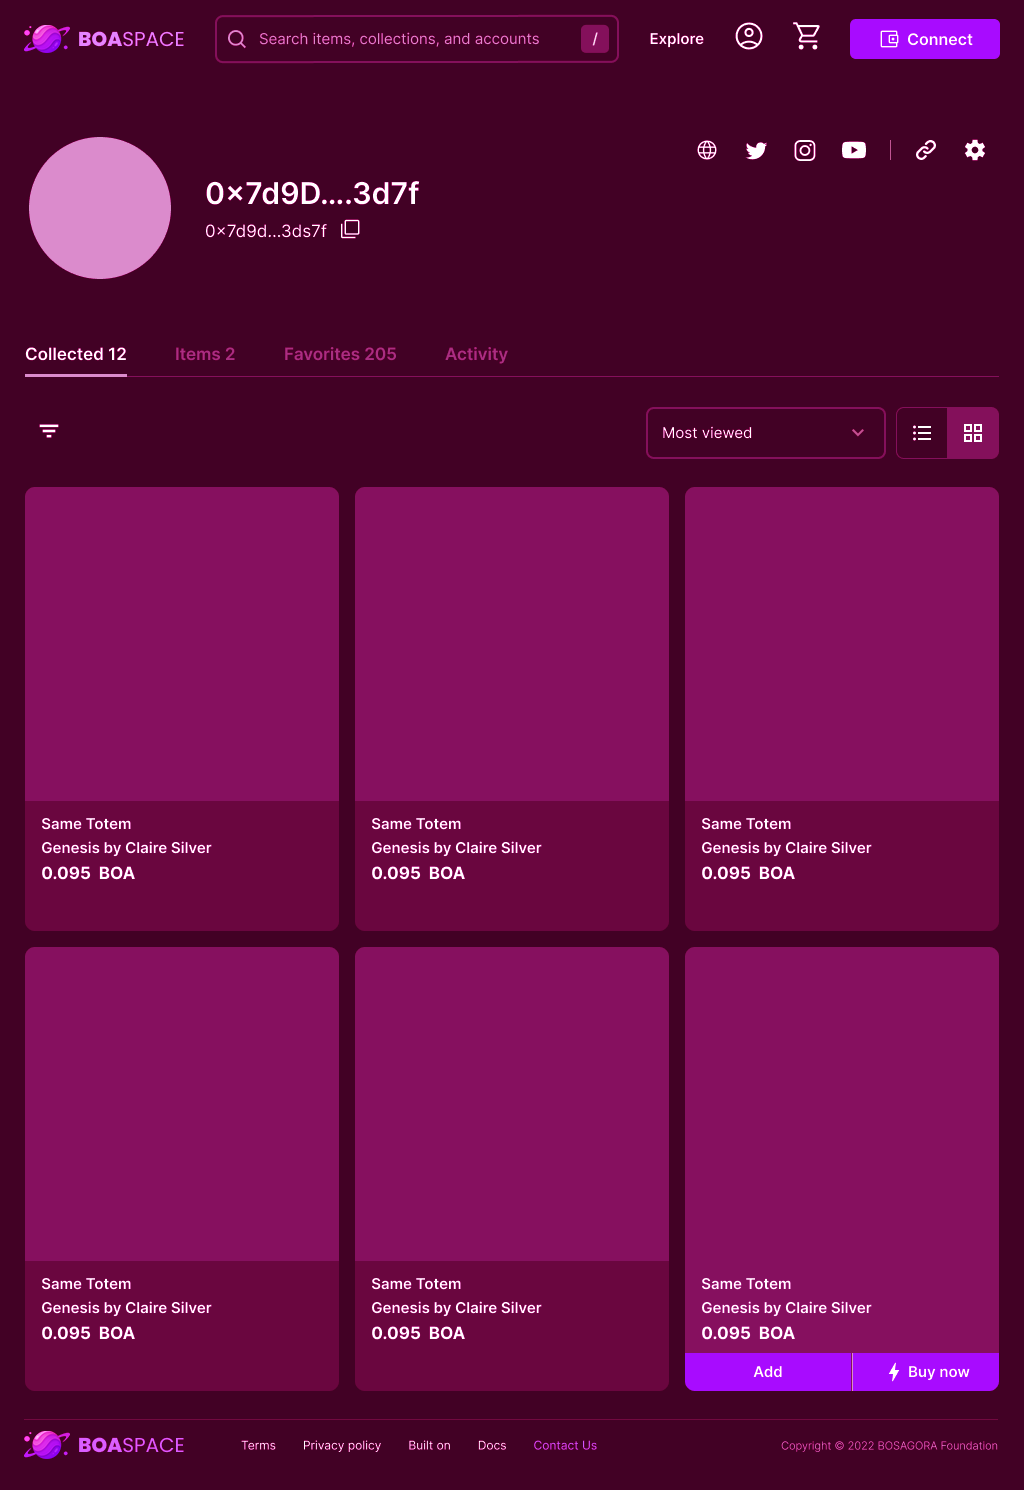 BOASPACE
Search items, collections, and accounts /
Explore
Connect
0×7d9D....3d7f
0×7d9d...3ds7f
Collected 12 Items 2 Favorites 205 Activity
Most viewed
Same Totem
Genesis by Claire Silver
0.095 BOA
Same Totem
Genesis by Claire Silver
0.095 BOA
Same Totem
Genesis by Claire Silver
0.095 BOA
Same Totem
Genesis by Claire Silver
0.095 BOA
Same Totem
Genesis by Claire Silver
0.095 BOA
Same Totem
Genesis by Claire Silver
0.095 BOA
Add Buy now
BOASPACE
Terms Privacy policy Built on Docs Contact Us
Copyright © 2022 BOSAGORA Foundation